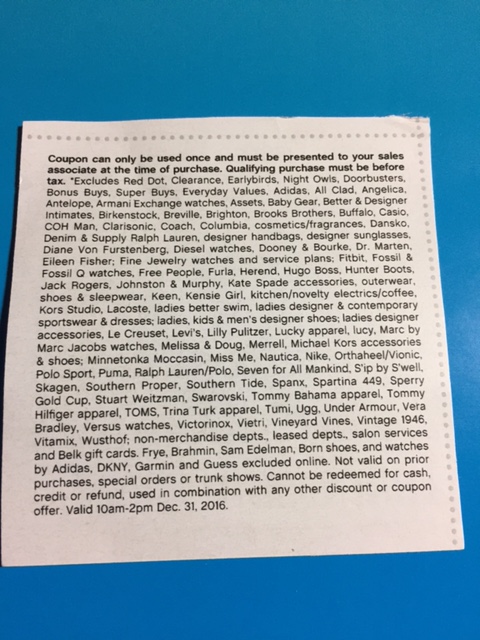 Coupon can only be used once and must be presented to your sales
associate at the time of purchase. Qualifying purchase must be before
tax. *Excludes Red Dot, Clearance, Earlybirds, Night Owls, Doorbusters,
Bonus Buys, Super Buys, Everyday Values, Adidas, All Clad, Angelica,
Antelope, Armani Exchange watches, Assets, Baby Gear, Better & Designer
Intimates, Birkenstock, Breville, Brighton, Brooks Brothers, Buffalo, Casio,
COH Man, Clarisonic, Coach, Columbia, cosmetics/fragrances, Dansko,
Denim & Supply Ralph Lauren, designer handbags, designer sunglasses,
Diane Von Furstenberg, Diesel watches, Dooney & Bourke, Dr. Marten,
Eileen Fisher; Fine Jewelry watches and service plans; Fitbit, Fossil &
Fossil Q watches, Free People, Furla, Herend, Hugo Boss, Hunter Boots,
Jack Rogers, Johnston & Murphy, Kate Spade accessories, outerwear,
shoes & sleepwear, Keen, Kensie Girl, kitchen/novelty electrics/coffee,
Kors Studio, Lacoste, ladies better swim, ladies designer & contemporary
sportswear & dresses; ladies, kids & men's designer shoes; ladies designer
accessories, Le Creuset, Levi's, Lilly Pulitzer, Lucky apparel, lucy, Marc by
Marc Jacobs watches, Melissa & Doug, Merrell, Michael Kors accessories
& shoes; Minnetonka Moccasin, Miss Me, Nautica, Nike, Orthaheel/Vionic,
Polo Sport, Puma, Ralph Lauren/Polo, Seven for All Mankind, S'ip by S'well,
Skagen, Southern Proper, Southern Tide, Spanx, Spartina 449, Sperry
Gold Cup, Stuart Weitzman, Swarovski, Tommy Bahama apparel, Tommy
Hilfiger apparel, TOMS, Trina Turk apparel, Tumi, Ugg, Under Armour, Vera
Bradley, Versus watches, Victorinox, Vietri, Vineyard Vines, Vintage 1946,
Vitamix, Wusthof; non-merchandise depts., leased depts., salon services
and Belk gift cards. Frye, Brahmin, Sam Edelman, Born shoes, and watches
by Adidas, DKNY, Garmin and Guess excluded online. Not valid on prior
purchases, special orders or trunk shows. Cannot be redeemed for cash,
credit or refund, used in combination with any other discount or coupon
offer. Valid 10am-2pm Dec. 31, 2016.